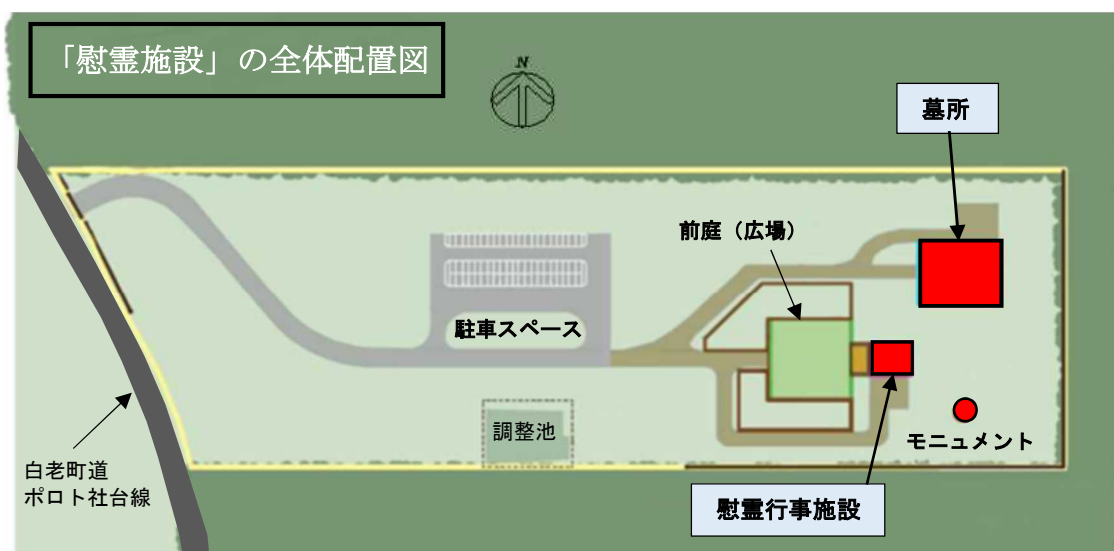 「慰霊施設」の全体配置図
N
墓所
前庭（広場）
駐車スペース
調整池
モニュメント
白老町道
ポロト社台線
慰霊行事施設